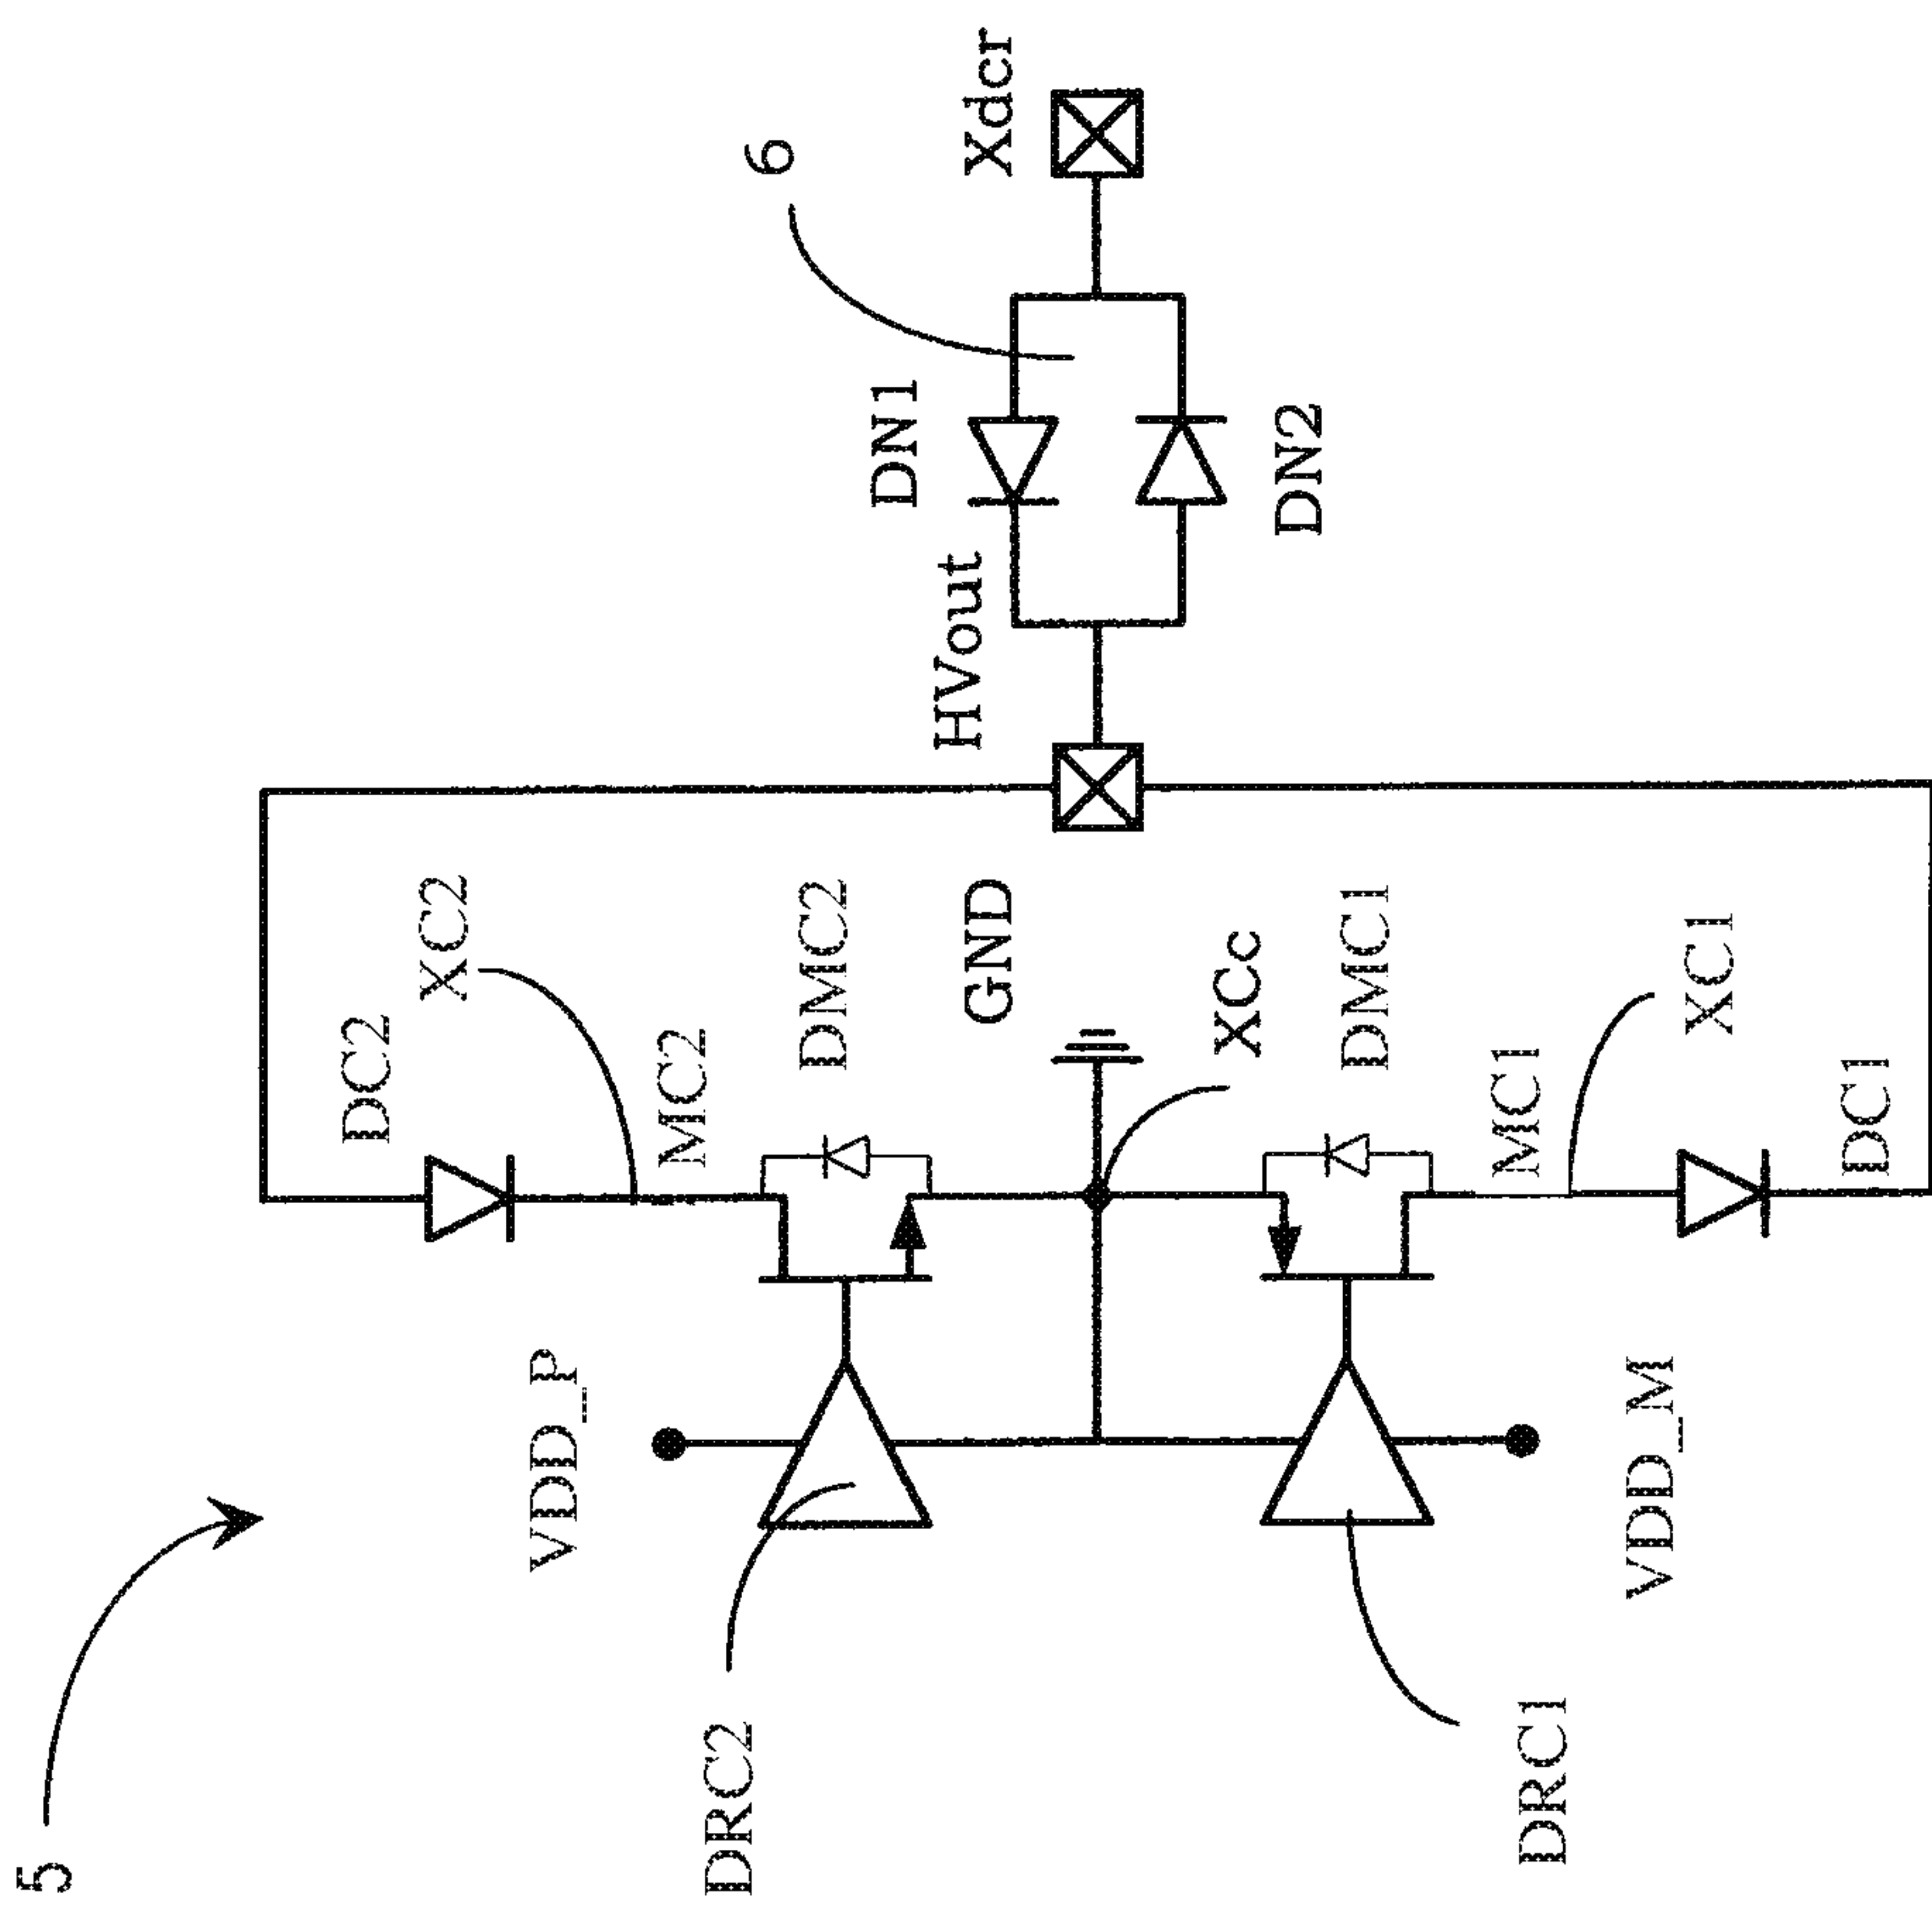 5
DC2
XC2
VDD_P
MC2
DMC2
DRC2
GND
HVout
DN1
6
Xdcr
XCc
DN2
DMC1
MC1
XC1
VDD_M
DRC1
DC1